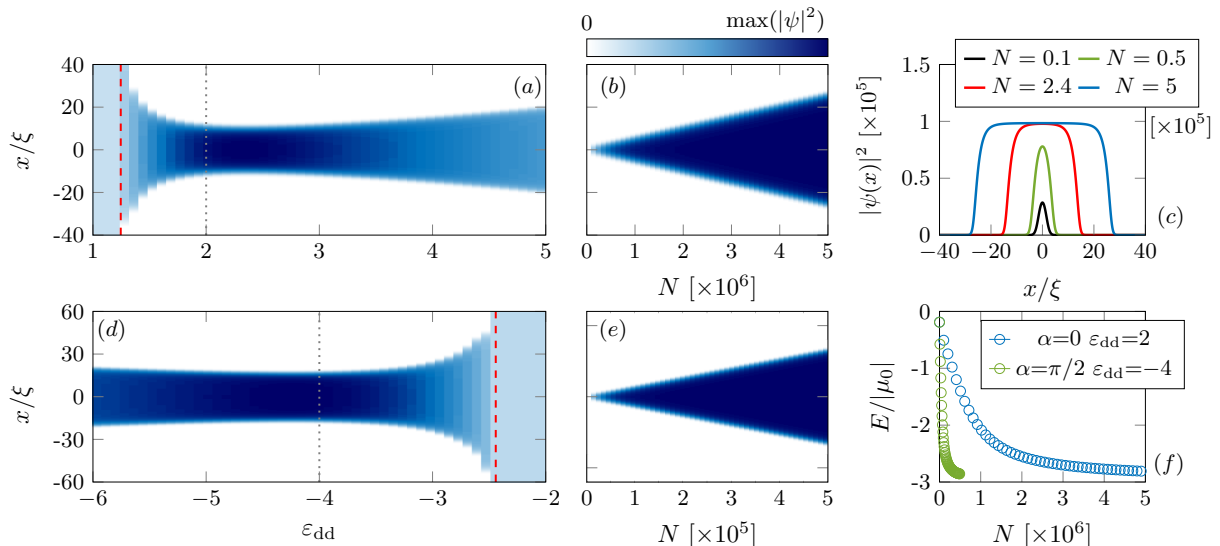 0 max(|ψ|²)
40
20
0
−20
−40
x/ξ
(a)
1 2 3 4 5
(b)
0 1 2 3 4 5
N [×10⁶]
N = 0.1 N = 0.5
N = 2.4 N = 5
[×10⁵]
1.5
1
0.5
0
|ψ(x)|² [×10⁵]
(c)
−40 −20 0 20 40
x/ξ
60
30
0
−30
−60
x/ξ
(d)
−6 −5 −4 −3 −2
ε_dd
(e)
0 1 2 3 4 5
N [×10⁵]
0
-1
-2
-3
E/|μ₀|
α=0 ε_dd=2
α=π/2 ε_dd=−4
(f)
0 1 2 3 4 5
N [×10⁶]